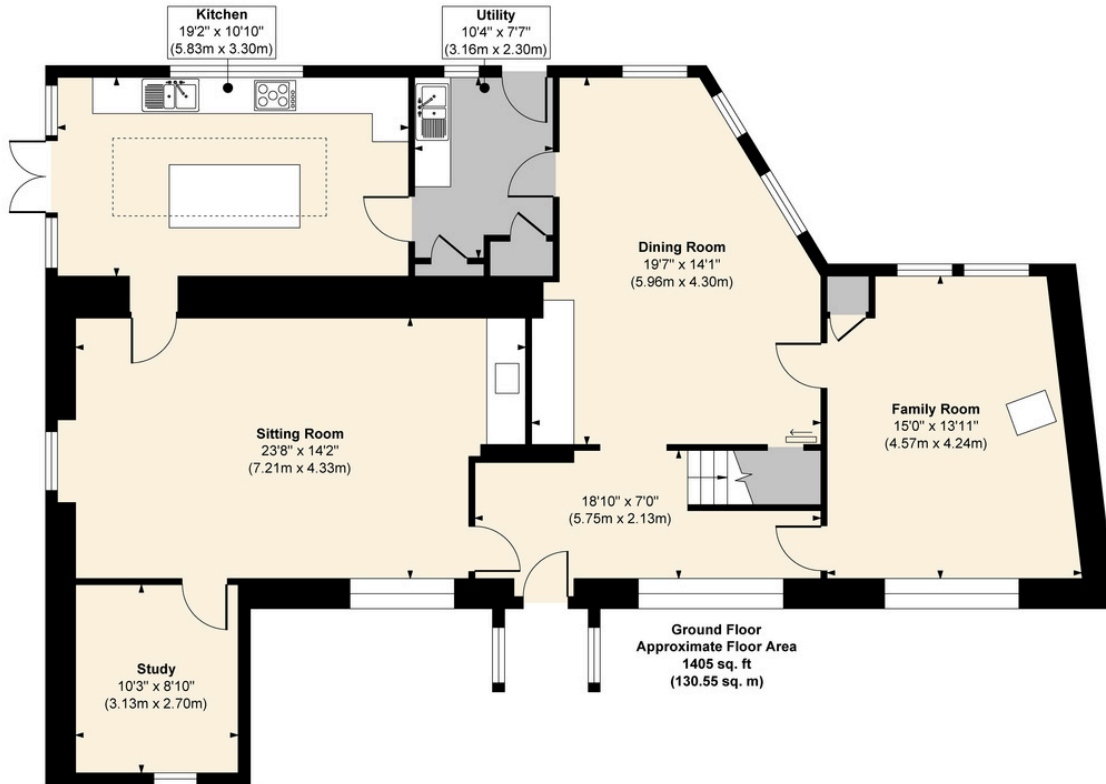 Kitchen
19'2" x 10'10"
(5.83m x 3.30m)
Utility
10'4" x 7'7"
(3.16m x 2.30m)
Dining Room
19'7" x 14'1"
(5.96m x 4.30m)
Family Room
15'0" x 13'11"
(4.57m x 4.24m)
Sitting Room
23'8" x 14'2"
(7.21m x 4.33m)
18'10" x 7'0"
(5.75m x 2.13m)
Ground Floor
Approximate Floor Area
1405 sq. ft
(130.55 sq. m)
Study
10'3" x 8'10"
(3.13m x 2.70m)